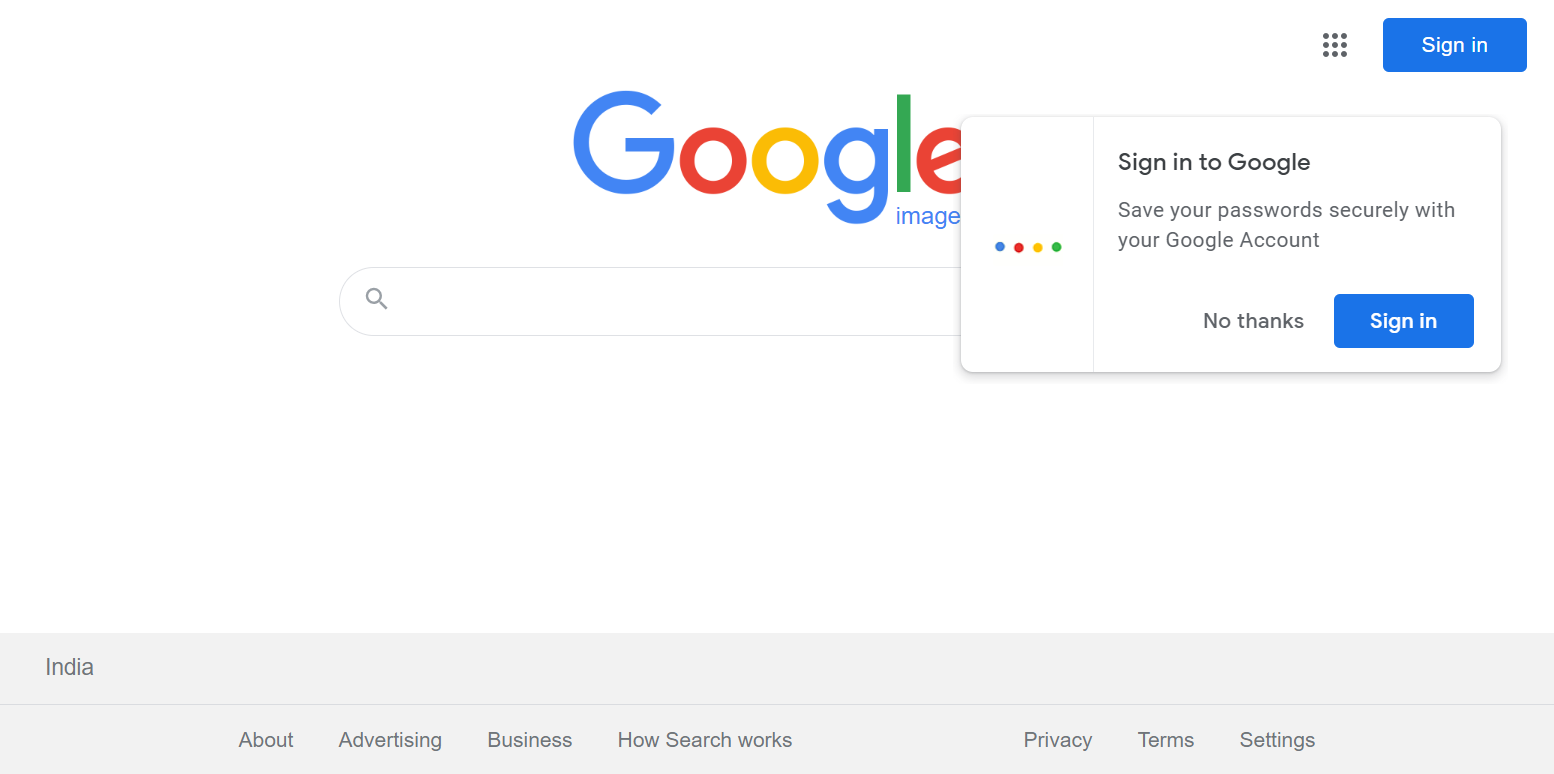 Sign in
Google
image
Sign in to Google
Save your passwords securely with
your Google Account
No thanks
Sign in
India
About Advertising Business How Search works Privacy Terms Settings